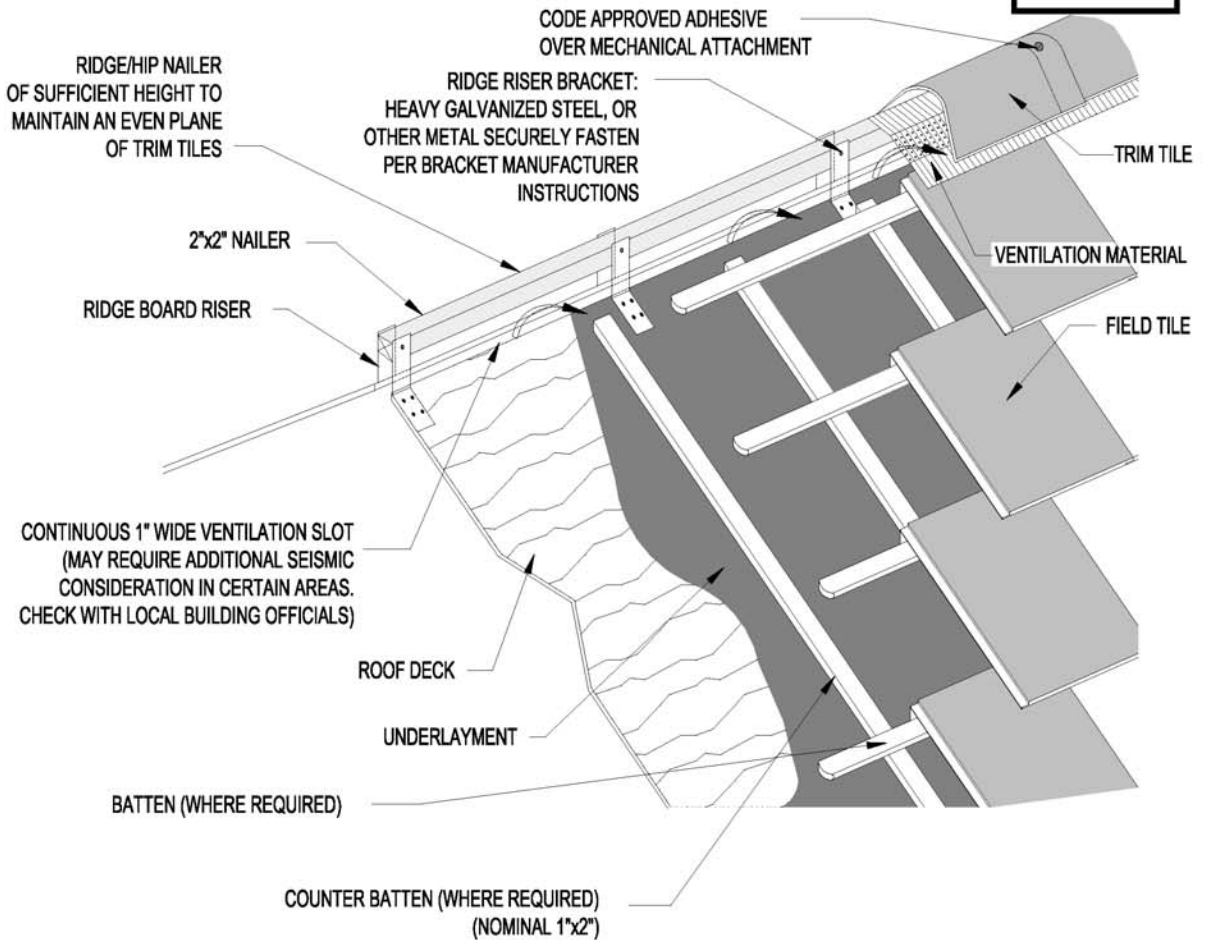 CODE APPROVED ADHESIVE
OVER MECHANICAL ATTACHMENT
RIDGE/HIP NAILER
OF SUFFICIENT HEIGHT TO
MAINTAIN AN EVEN PLANE
OF TRIM TILES
RIDGE RISER BRACKET:
HEAVY GALVANIZED STEEL, OR
OTHER METAL SECURELY FASTEN
PER BRACKET MANUFACTURER
INSTRUCTIONS
TRIM TILE
2"x2" NAILER
VENTILATION MATERIAL
RIDGE BOARD RISER
FIELD TILE
CONTINUOUS 1" WIDE VENTILATION SLOT
(MAY REQUIRE ADDITIONAL SEISMIC
CONSIDERATION IN CERTAIN AREAS.
CHECK WITH LOCAL BUILDING OFFICIALS)
ROOF DECK
UNDERLAYMENT
BATTEN (WHERE REQUIRED)
COUNTER BATTEN (WHERE REQUIRED)
(NOMINAL 1"x2")